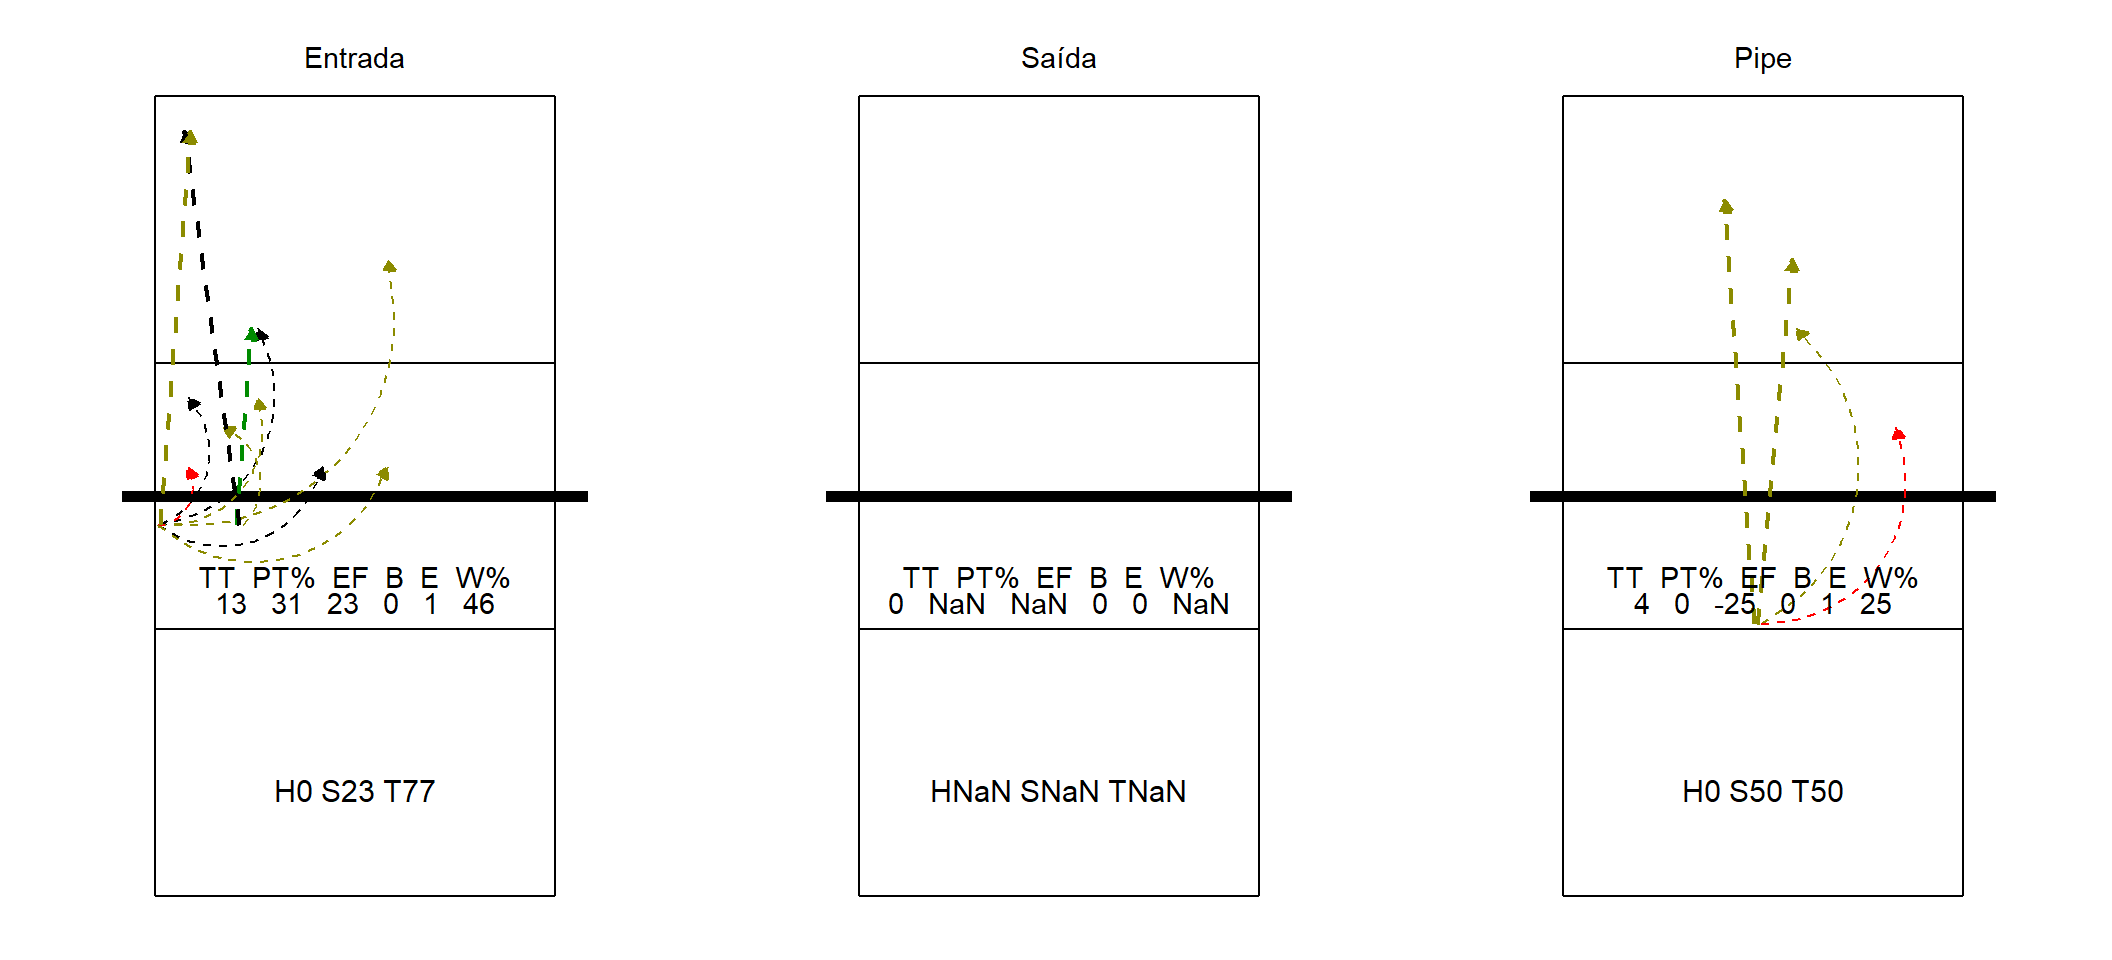 Entrada
TT PT% EF B E W%
13 31 23 0 1 46
H0 S23 T77
Saída
TT PT% EF B E W%
0 NaN NaN 0 0 NaN
HNaN SNaN TNaN
Pipe
TT PT% EF B E W%
4 0 -25 0 1 25
H0 S50 T50